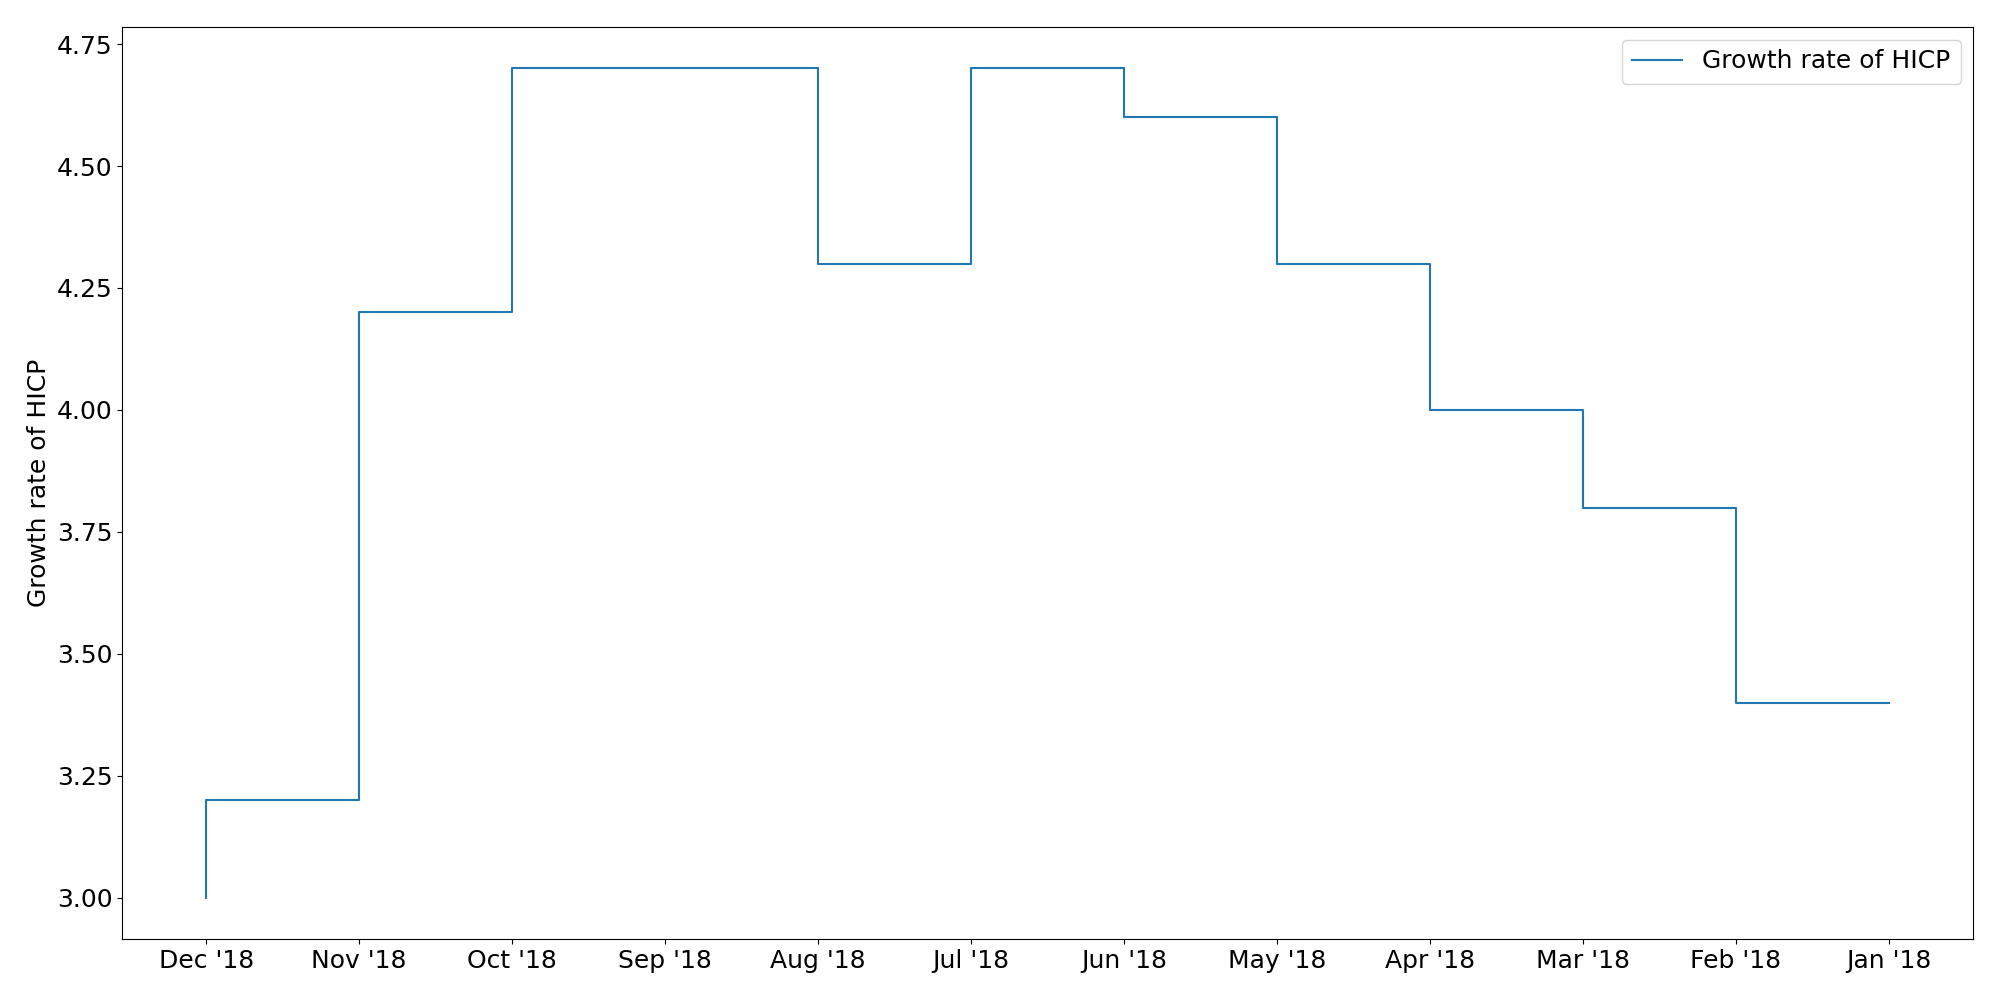 Growth rate of HICP
4.75
4.50
4.25
4.00
3.75
3.50
3.25
3.00
Growth rate of HICP
Dec '18 Nov '18 Oct '18 Sep '18 Aug '18 Jul '18 Jun '18 May '18 Apr '18 Mar '18 Feb '18 Jan '18